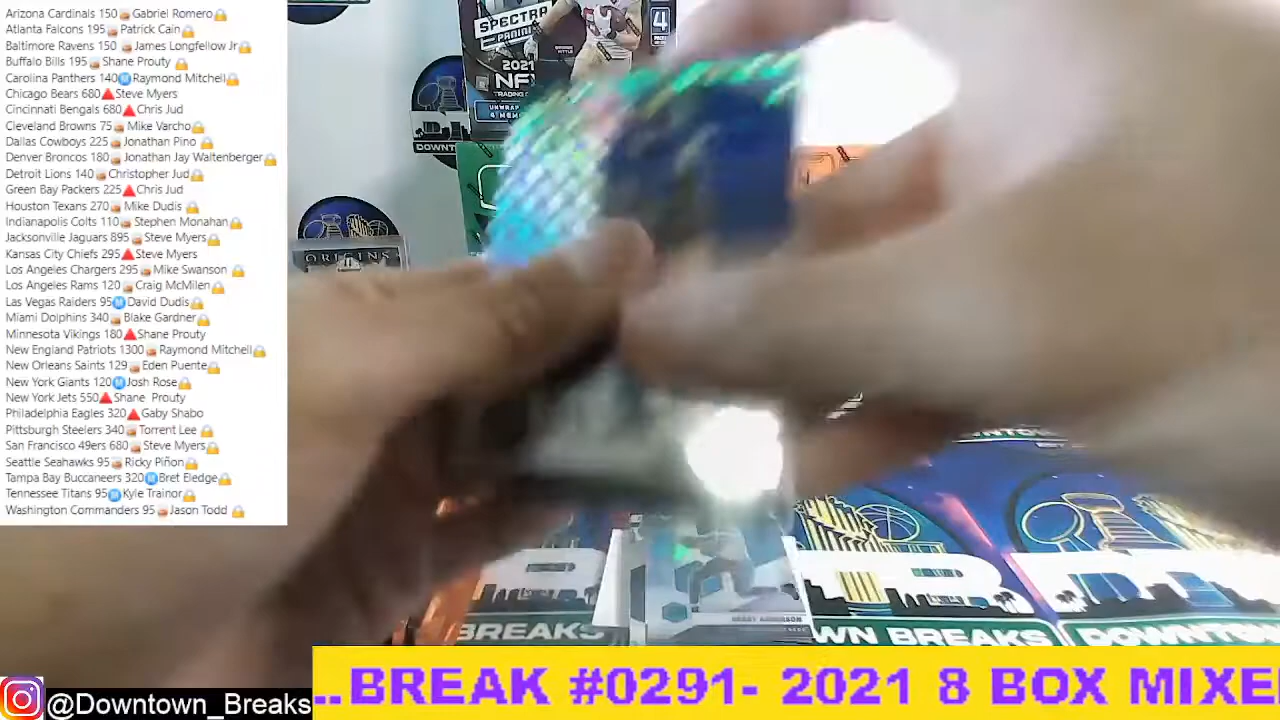 Arizona Cardinals 150 Gabriel Romero
Atlanta Falcons 195 Patrick Cain
Baltimore Ravens 150 James Longfellow Jr
Buffalo Bills 195 Shane Prouty
Carolina Panthers 140 Raymond Mitchell
Chicago Bears 680 Steve Myers
Cincinnati Bengals 680 Chris Jud
Cleveland Browns 75 Mike Varcho
Dallas Cowboys 225 Jonathan Pino
Denver Broncos 180 Jonathan Jay Waltenberger
Detroit Lions 140 Christopher Jud
Green Bay Packers 225 Chris Jud
Houston Texans 270 Mike Dudis
Indianapolis Colts 110 Stephen Monahan
Jacksonville Jaguars 895 Steve Myers
Kansas City Chiefs 295 Steve Myers
Los Angeles Chargers 295 Mike Swanson
Los Angeles Rams 120 Craig McMilen
Las Vegas Raiders 95 David Dudis
Miami Dolphins 340 Blake Gardner
Minnesota Vikings 180 Shane Prouty
New England Patriots 1300 Raymond Mitchell
New Orleans Saints 129 Eden Puente
New York Giants 120 Josh Rose
New York Jets 550 Shane Prouty
Philadelphia Eagles 320 Gaby Shabo
Pittsburgh Steelers 340 Torrent Lee
San Francisco 49ers 680 Steve Myers
Seattle Seahawks 95 Ricky Piñon
Tampa Bay Buccaneers 320 Bret Eledge
Tennessee Titans 95 Kyle Trainor
Washington Commanders 95 Jason Todd
SPECTRA
PANINI
4
2021
NF
DOWNT
ORIGINS
BREAKS
WN BREAKS
DOWNTO
@Downtown_Breaks
..BREAK #0291- 2021 8 BOX MIXE